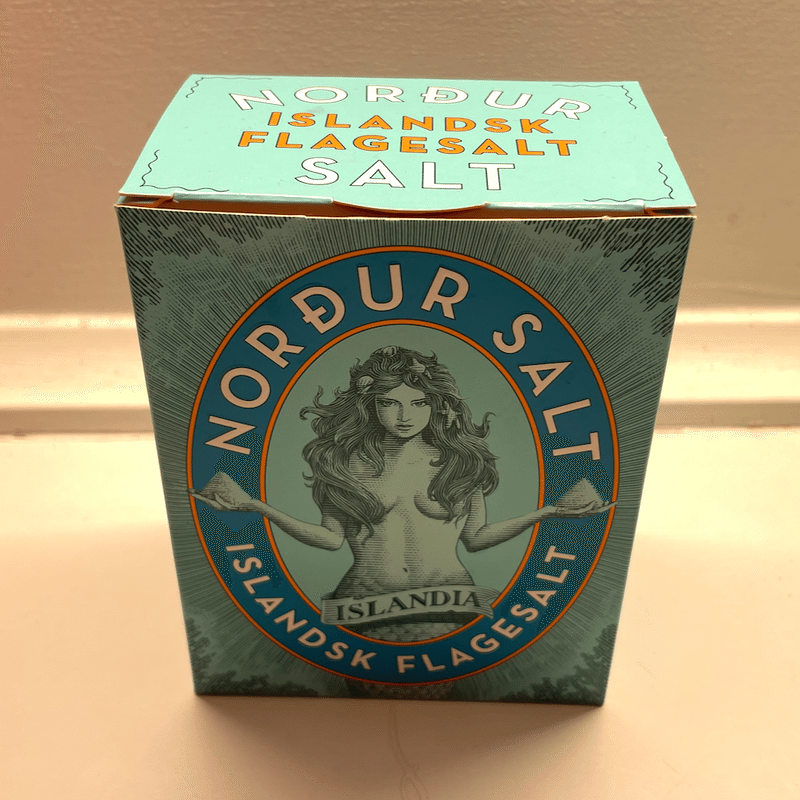 NORÐUR
ISLANDSK
FLAGESALT
SALT
NORÐUR SALT
ISLANDIA
ISLANDSK FLAGESALT